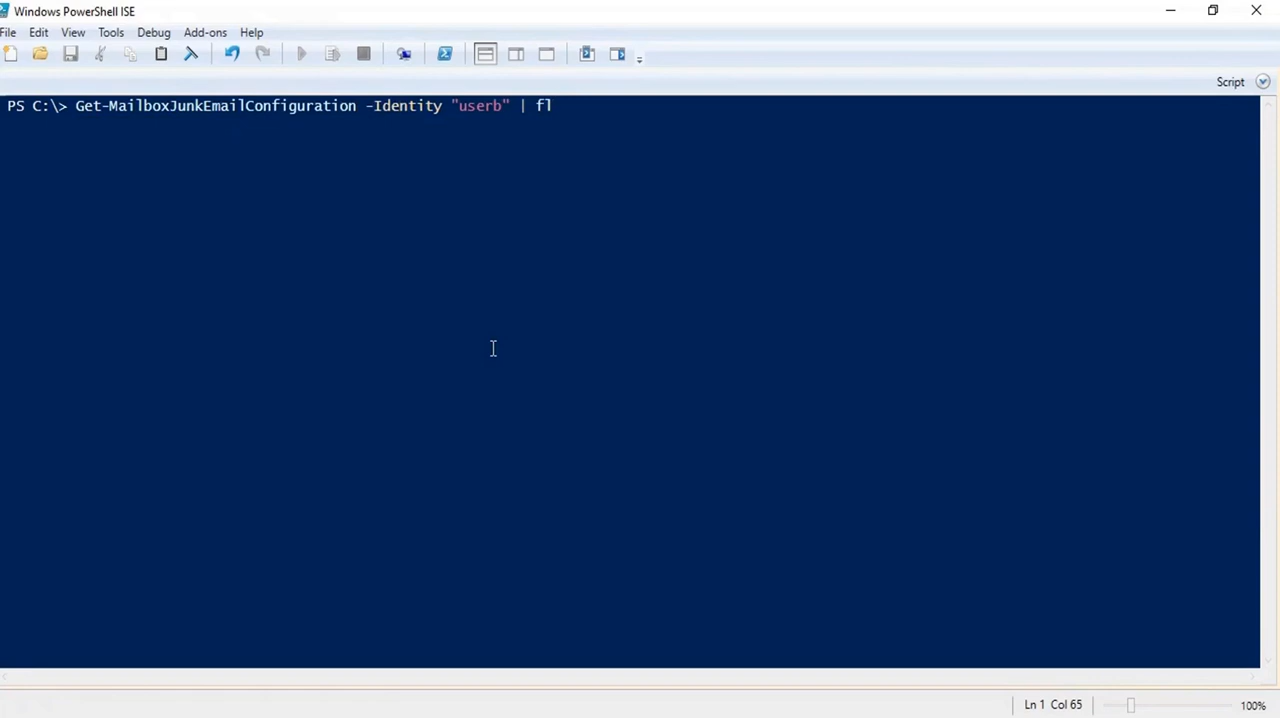 Windows PowerShell ISE
File Edit View Tools Debug Add-ons Help
Script
PS C:\> Get-MailboxJunkEmailConfiguration -Identity "userb" | fl
Ln 1 Col 65 100%